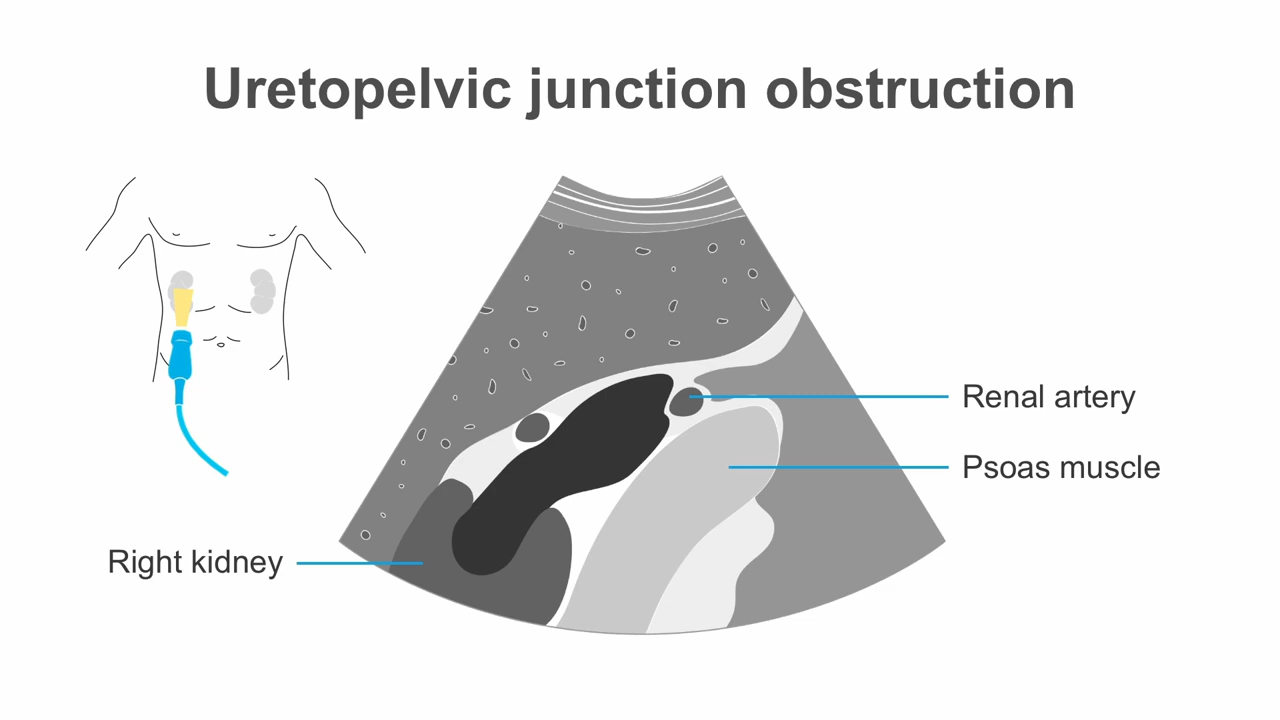 Uretopelvic junction obstruction
Renal artery
Psoas muscle
Right kidney